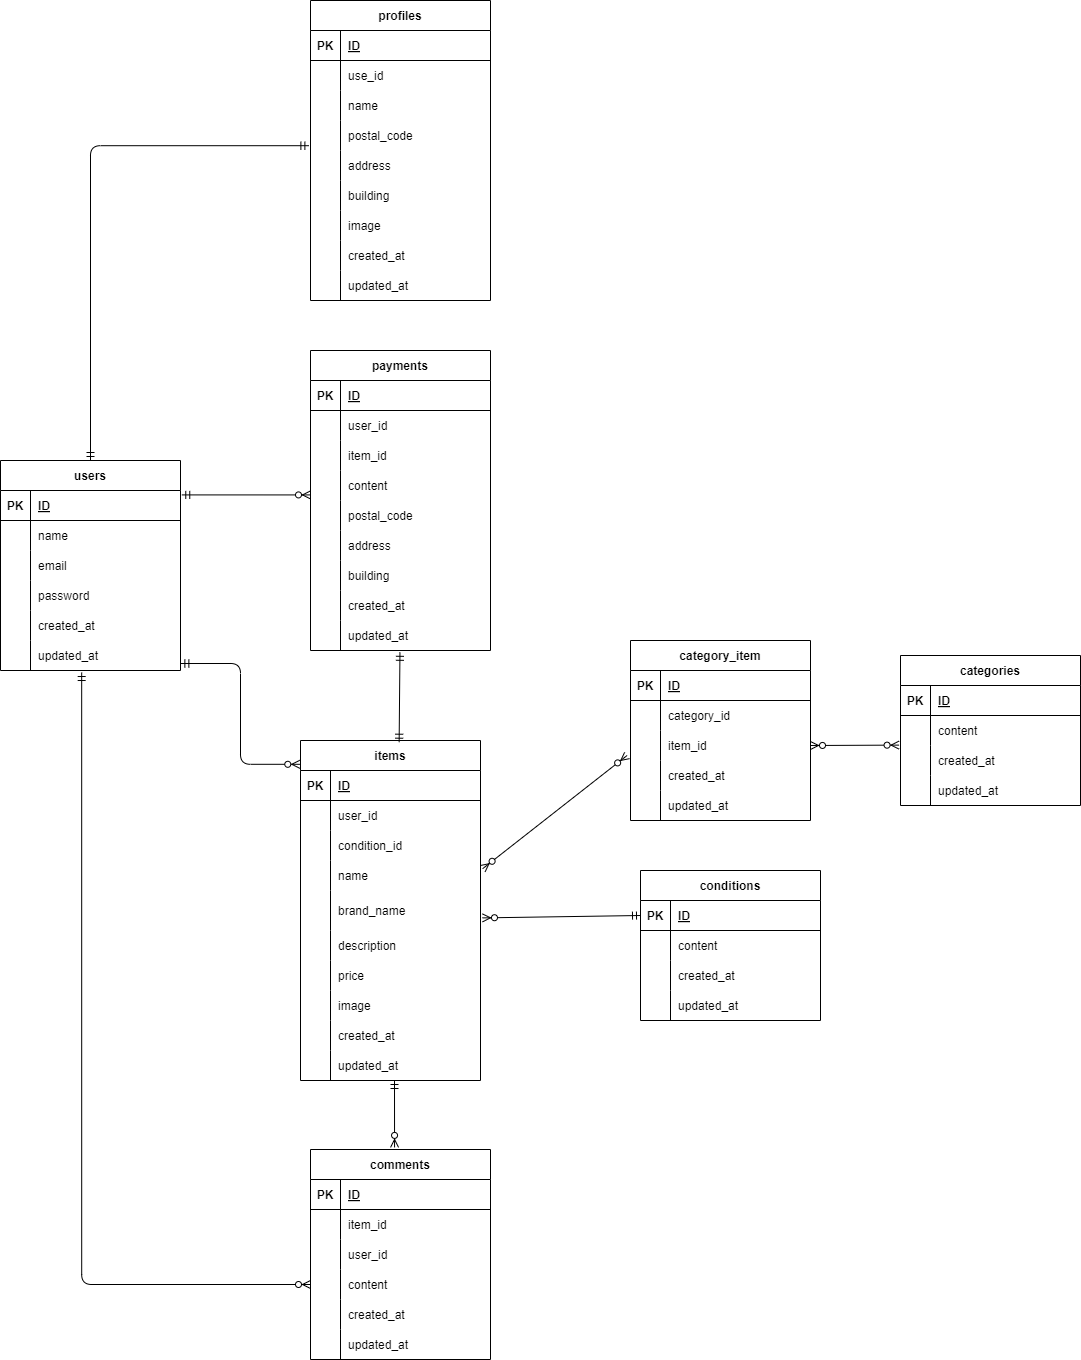 profiles
PK ID
use_id
name
postal_code
address
building
image
created_at
updated_at
payments
PK ID
user_id
item_id
content
postal_code
address
building
created_at
updated_at
users
PK ID
name
email
password
created_at
updated_at
items
PK ID
user_id
condition_id
name
brand_name
description
price
image
created_at
updated_at
category_item
PK ID
category_id
item_id
created_at
updated_at
categories
PK ID
content
created_at
updated_at
conditions
PK ID
content
created_at
updated_at
comments
PK ID
item_id
user_id
content
created_at
updated_at